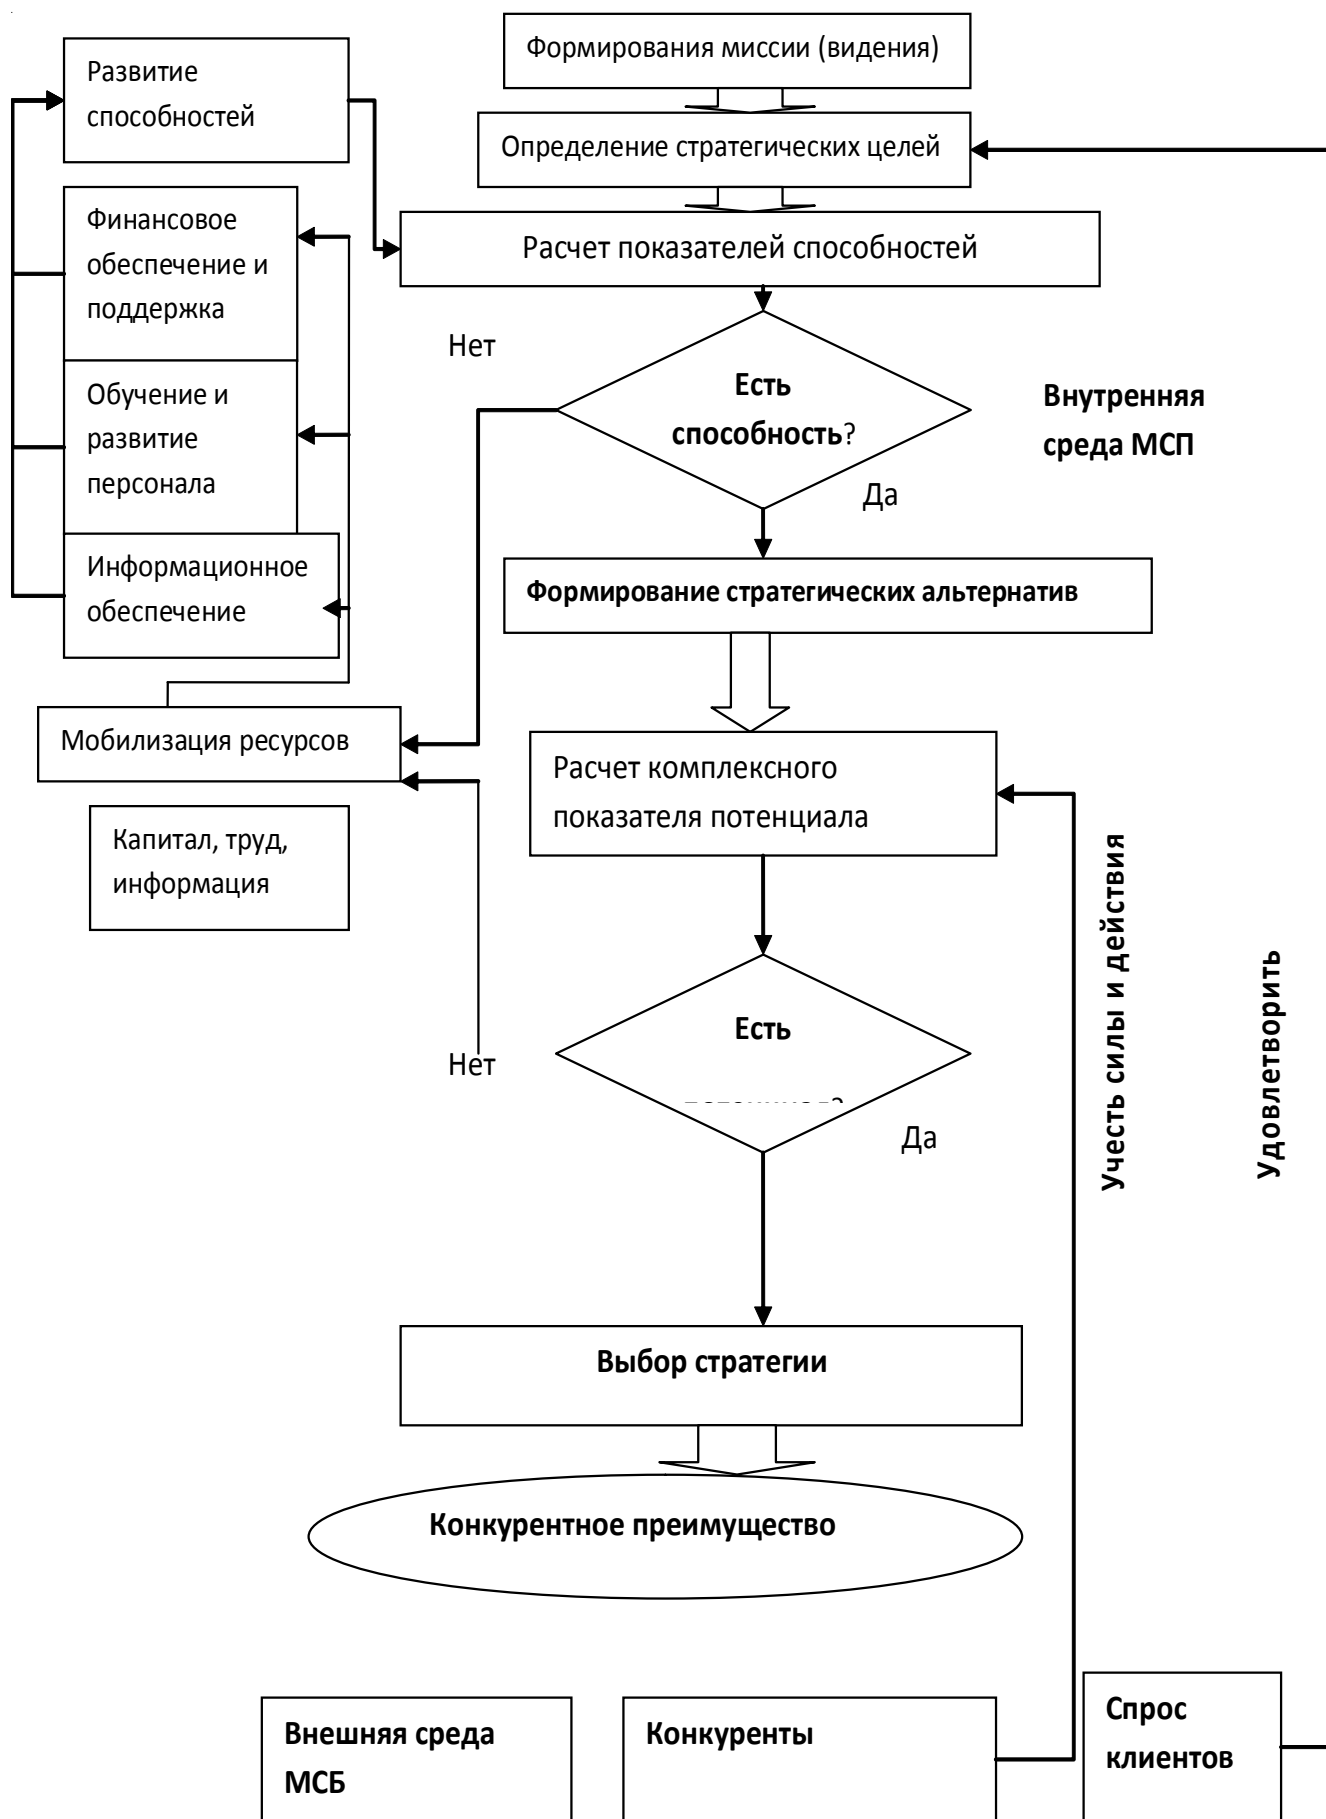 Формирования миссии (видения)
Развитие
способностей
Определение стратегических целей
Финансовое
обеспечение и
поддержка
Расчет показателей способностей
Нет
Есть
способность?
Да
Внутренняя
среда МСП
Обучение и
развитие
персонала
Информационное
обеспечение
Формирование стратегических альтернатив
Мобилизация ресурсов
Расчет комплексного
показателя потенциала
Капитал, труд,
информация
Учесть силы и действия
Удовлетворить
Есть
Нет
Да
Выбор стратегии
Конкурентное преимущество
Внешняя среда
МСБ
Конкуренты
Спрос
клиентов